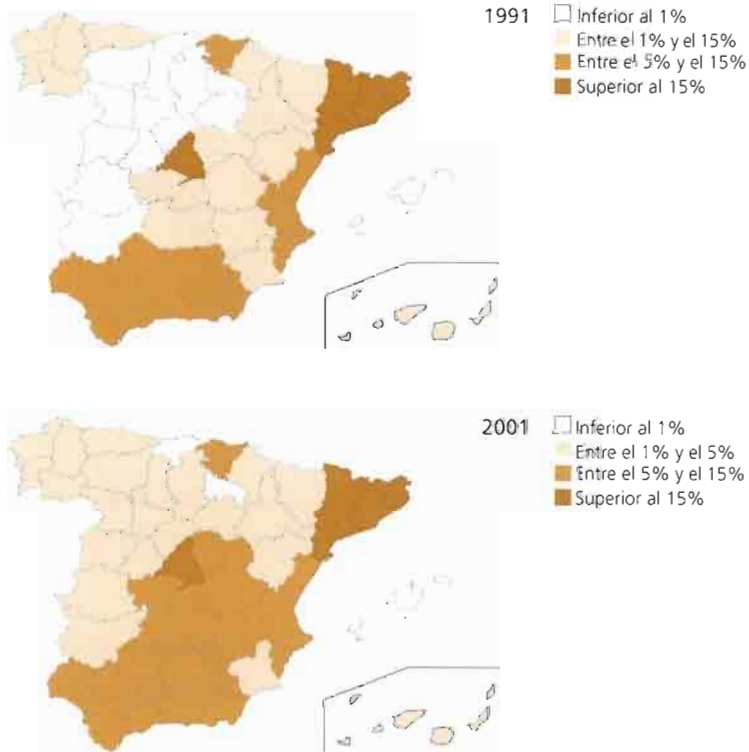 1991
Inferior al 1%
Entre el 1% y el 15%
Entre el 5% y el 15%
Superior al 15%
2001
Inferior al 1%
Entre el 1% y el 5%
Entre el 5% y el 15%
Superior al 15%